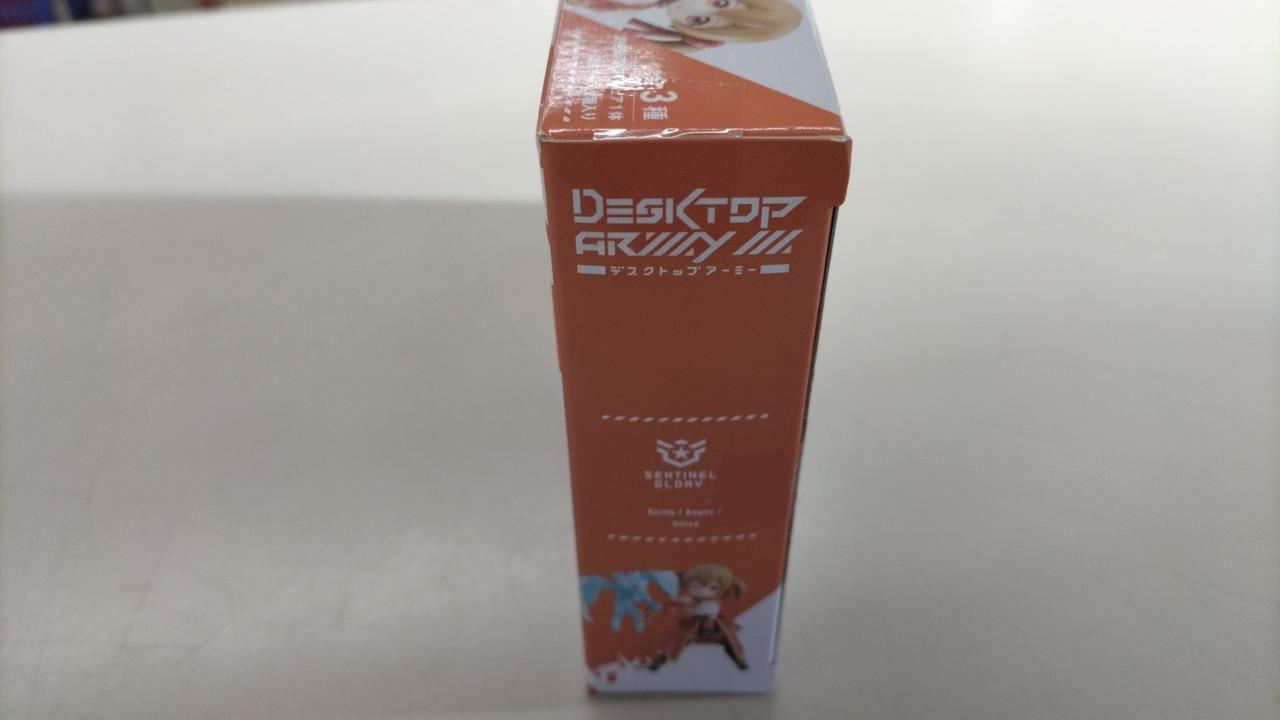 全3種
DESKTOP
ARMY
デスクトップアーミー
SENTINEL
GLORY
Kirito / Asuna /
Silica